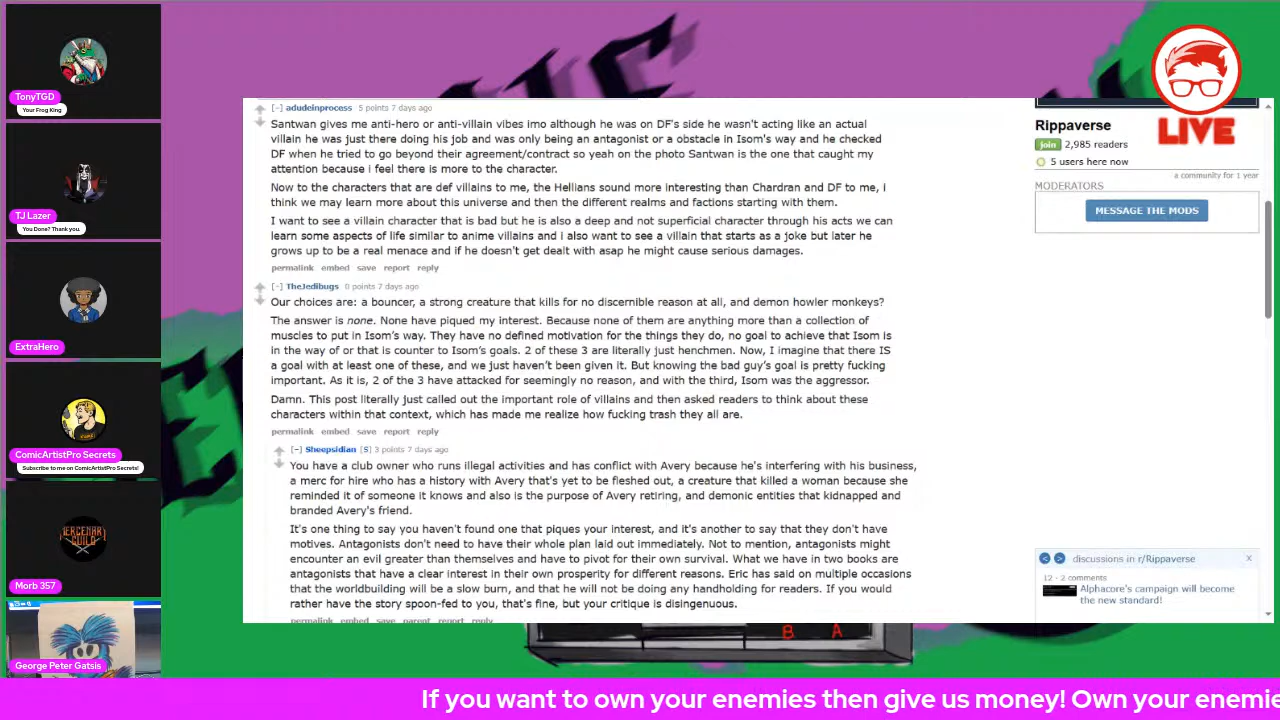 TonyTGD
Your Frog King
TJ Lazer
You Done? Thank you.
ExtraHero
ComicArtistPro Secrets
Subscribe to me on ComicArtistPro Secrets!
MERCENARY
GUILD
Morb 357
George Peter Gatsis
[-] adudeinprocess 5 points 7 days ago
Santwan gives me anti-hero or anti-villain vibes imo although he was on DF's side he wasn't acting like an actual
villain he was just there doing his job and was only being an antagonist or a obstacle in Isom's way and he checked
DF when he tried to go beyond their agreement/contract so yeah on the photo Santwan is the one that caught my
attention because i feel there is more to the character.
Now to the characters that are def villains to me, the Hellians sound more interesting than Chardran and DF to me, i
think we may learn more about this universe and then the different realms and factions starting with them.
I want to see a villain character that is bad but he is also a deep and not superficial character through his acts we can
learn some aspects of life similar to anime villains and i also want to see a villain that starts as a joke but later he
grows up to be a real menace and if he doesn't get dealt with asap he might cause serious damages.
permalink embed save report reply
[-] TheJedibugs 0 points 7 days ago
Our choices are: a bouncer, a strong creature that kills for no discernible reason at all, and demon howler monkeys?
The answer is none. None have piqued my interest. Because none of them are anything more than a collection of
muscles to put in Isom's way. They have no defined motivation for the things they do, no goal to achieve that Isom is
in the way of or that is counter to Isom's goals. 2 of these 3 are literally just henchmen. Now, I imagine that there IS
a goal with at least one of these, and we just haven't been given it. But knowing the bad guy's goal is pretty fucking
important. As it is, 2 of the 3 have attacked for seemingly no reason, and with the third, Isom was the aggressor.
Damn. This post literally just called out the important role of villains and then asked readers to think about these
characters within that context, which has made me realize how fucking trash they all are.
permalink embed save report reply
[-] Sheepsidian [S] 3 points 7 days ago
You have a club owner who runs illegal activities and has conflict with Avery because he's interfering with his business,
a merc for hire who has a history with Avery that's yet to be fleshed out, a creature that killed a woman because she
reminded it of someone it knows and also is the purpose of Avery retiring, and demonic entities that kidnapped and
branded Avery's friend.
It's one thing to say you haven't found one that piques your interest, and it's another to say that they don't have
motives. Antagonists don't need to have their whole plan laid out immediately. Not to mention, antagonists might
encounter an evil greater than themselves and have to pivot for their own survival. What we have in two books are
antagonists that have a clear interest in their own prosperity for different reasons. Eric has said on multiple occasions
that the worldbuilding will be a slow burn, and that he will not be doing any handholding for readers. If you would
rather have the story spoon-fed to you, that's fine, but your critique is disingenuous.
permalink embed save parent report reply
LIVE
Rippaverse
join 2,985 readers
5 users here now
a community for 1 year
MODERATORS
MESSAGE THE MODS
< > discussions in r/Rippaverse X
12 · 2 comments
Alphacore's campaign will become
the new standard!
B A
If you want to own your enemies then give us money! Own your enemie